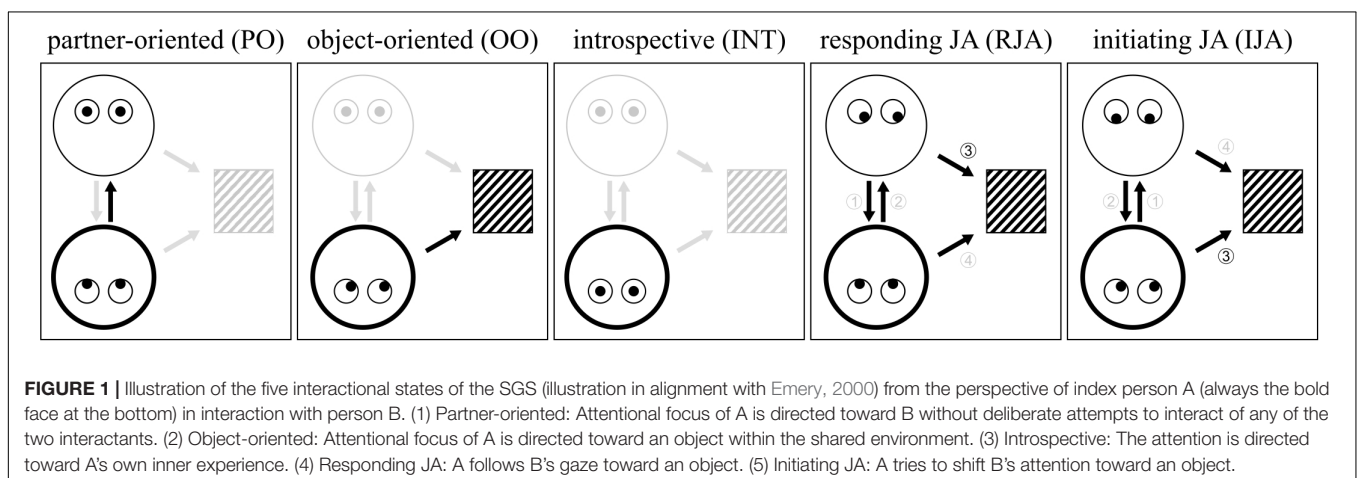 partner-oriented (PO) object-oriented (OO) introspective (INT) responding JA (RJA) initiating JA (IJA)
③ ④
① ② ② ①
④ ③
FIGURE 1 | Illustration of the five interactional states of the SGS (illustration in alignment with Emery, 2000) from the perspective of index person A (always the bold
face at the bottom) in interaction with person B. (1) Partner-oriented: Attentional focus of A is directed toward B without deliberate attempts to interact of any of the
two interactants. (2) Object-oriented: Attentional focus of A is directed toward an object within the shared environment. (3) Introspective: The attention is directed
toward A's own inner experience. (4) Responding JA: A follows B's gaze toward an object. (5) Initiating JA: A tries to shift B's attention toward an object.